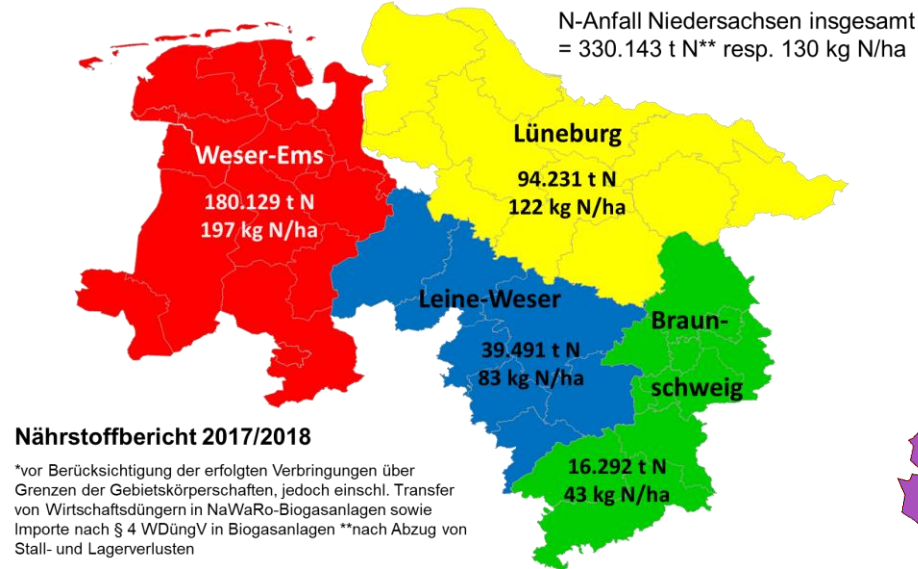 N-Anfall Niedersachsen insgesamt
= 330.143 t N** resp. 130 kg N/ha
Lüneburg
94.231 t N
122 kg N/ha
Weser-Ems
180.129 t N
197 kg N/ha
Leine-Weser
39.491 t N
83 kg N/ha
Braun-
schweig
16.292 t N
43 kg N/ha
Nährstoffbericht 2017/2018
*vor Berücksichtigung der erfolgten Verbringungen über
Grenzen der Gebietskörperschaften, jedoch einschl. Transfer
von Wirtschaftsdüngern in NaWaRo-Biogasanlagen sowie
Importe nach § 4 WDüngV in Biogasanlagen **nach Abzug von
Stall- und Lagerverlusten